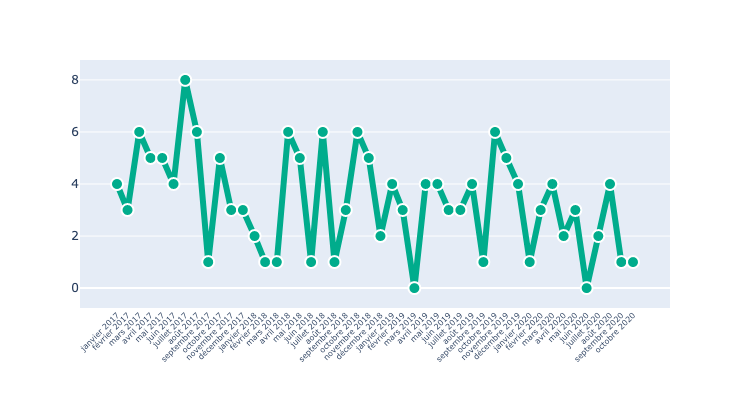 8
6
4
2
0
janvier 2017
février 2017
mars 2017
avril 2017
mai 2017
juin 2017
juillet 2017
août 2017
septembre 2017
octobre 2017
novembre 2017
décembre 2017
janvier 2018
février 2018
mars 2018
avril 2018
mai 2018
juin 2018
juillet 2018
août 2018
septembre 2018
octobre 2018
novembre 2018
décembre 2018
janvier 2019
février 2019
mars 2019
avril 2019
mai 2019
juin 2019
juillet 2019
août 2019
septembre 2019
octobre 2019
novembre 2019
décembre 2019
janvier 2020
février 2020
mars 2020
avril 2020
mai 2020
juin 2020
juillet 2020
août 2020
septembre 2020
octobre 2020